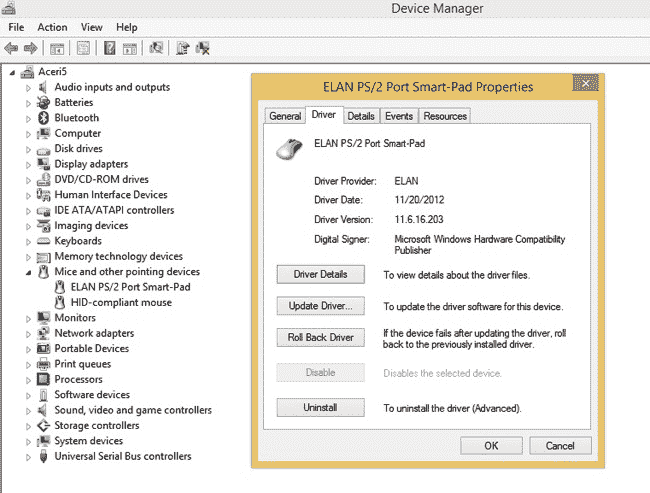 Device Manager
File Action View Help
Aceri5
Audio inputs and outputs
Batteries
Bluetooth
Computer
Disk drives
Display adapters
DVD/CD-ROM drives
Human Interface Devices
IDE ATA/ATAPI controllers
Imaging devices
Keyboards
Memory technology devices
Mice and other pointing devices
ELAN PS/2 Port Smart-Pad
HID-compliant mouse
Monitors
Network adapters
Portable Devices
Print queues
Processors
Software devices
Sound, video and game controllers
Storage controllers
System devices
Universal Serial Bus controllers
ELAN PS/2 Port Smart-Pad Properties
General Driver Details Events Resources
ELAN PS/2 Port Smart-Pad
Driver Provider: ELAN
Driver Date: 11/20/2012
Driver Version: 11.6.16.203
Digital Signer: Microsoft Windows Hardware Compatibility
Publisher
Driver Details To view details about the driver files.
Update Driver... To update the driver software for this device.
Roll Back Driver If the device fails after updating the driver, roll
back to the previously installed driver.
Disable Disables the selected device.
Uninstall To uninstall the driver (Advanced).
OK Cancel